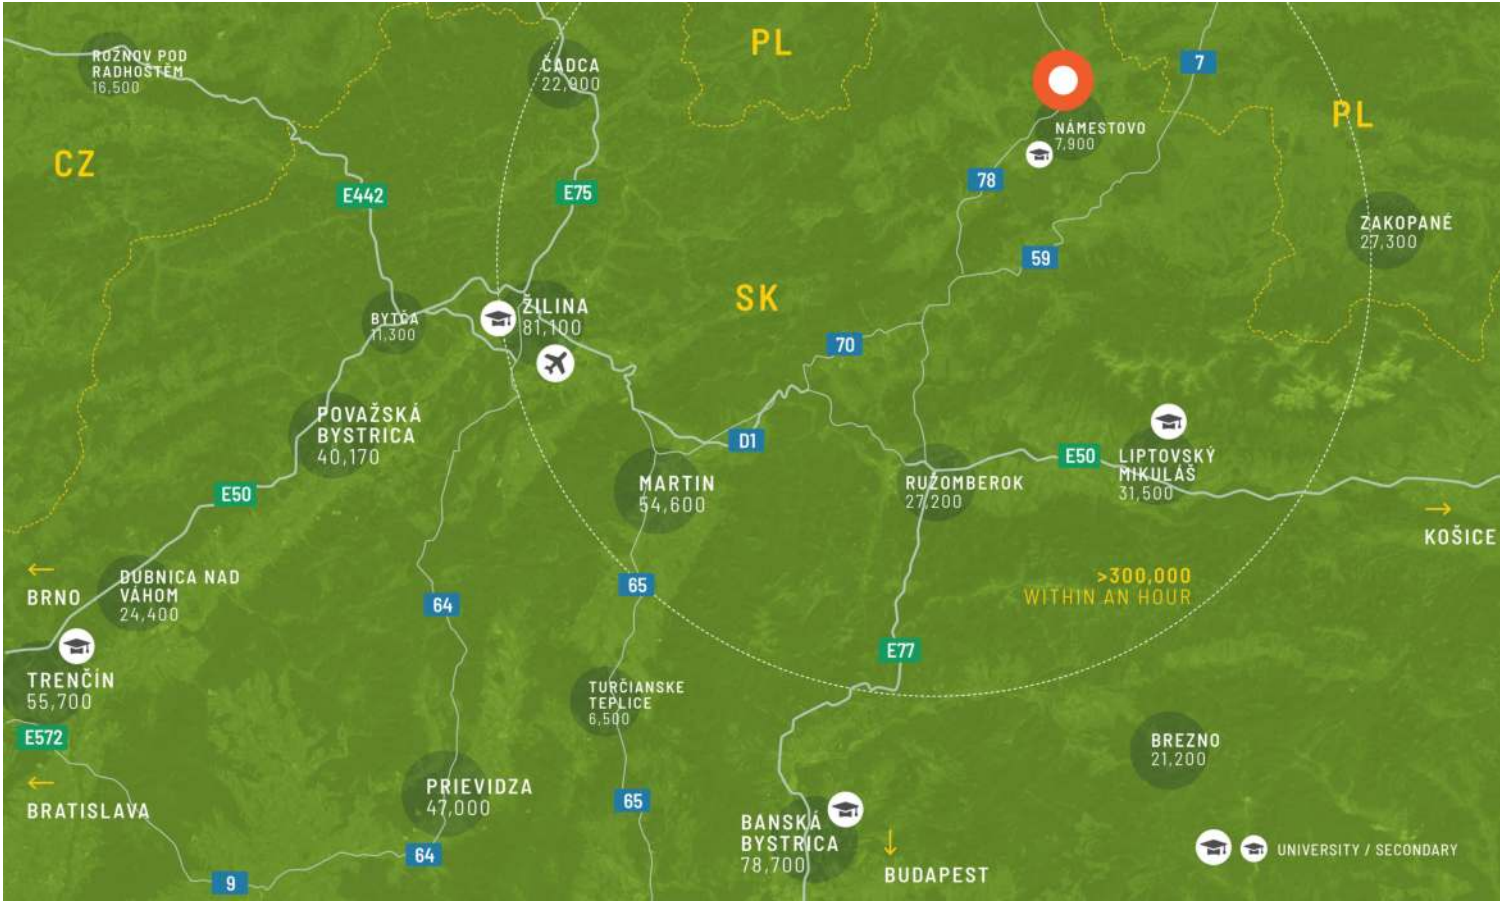 ROŽNOV POD
RADHOSTĚM
16,500
ČADCA
22,900
PL
7
NÁMESTOVO
7,900
PL
CZ
E442
E75
78
ZAKOPANÉ
27,300
59
SK
BYTČA
11,300
ŽILINA
81,100
70
POVAŽSKÁ
BYSTRICA
40,170
D1
E50
LIPTOVSKÝ
MIKULÁŠ
31,500
E50
MARTIN
54,600
RUŽOMBEROK
27,200
→
KOŠICE
←
BRNO
DUBNICA NAD
VÁHOM
24,400
64
65
>300,000
WITHIN AN HOUR
E77
TRENČÍN
55,700
TURČIANSKE
TEPLICE
6,500
E572
BREZNO
21,200
←
BRATISLAVA
PRIEVIDZA
47,000
65
BANSKÁ
BYSTRICA
78,700
↓
BUDAPEST
64
9
UNIVERSITY / SECONDARY